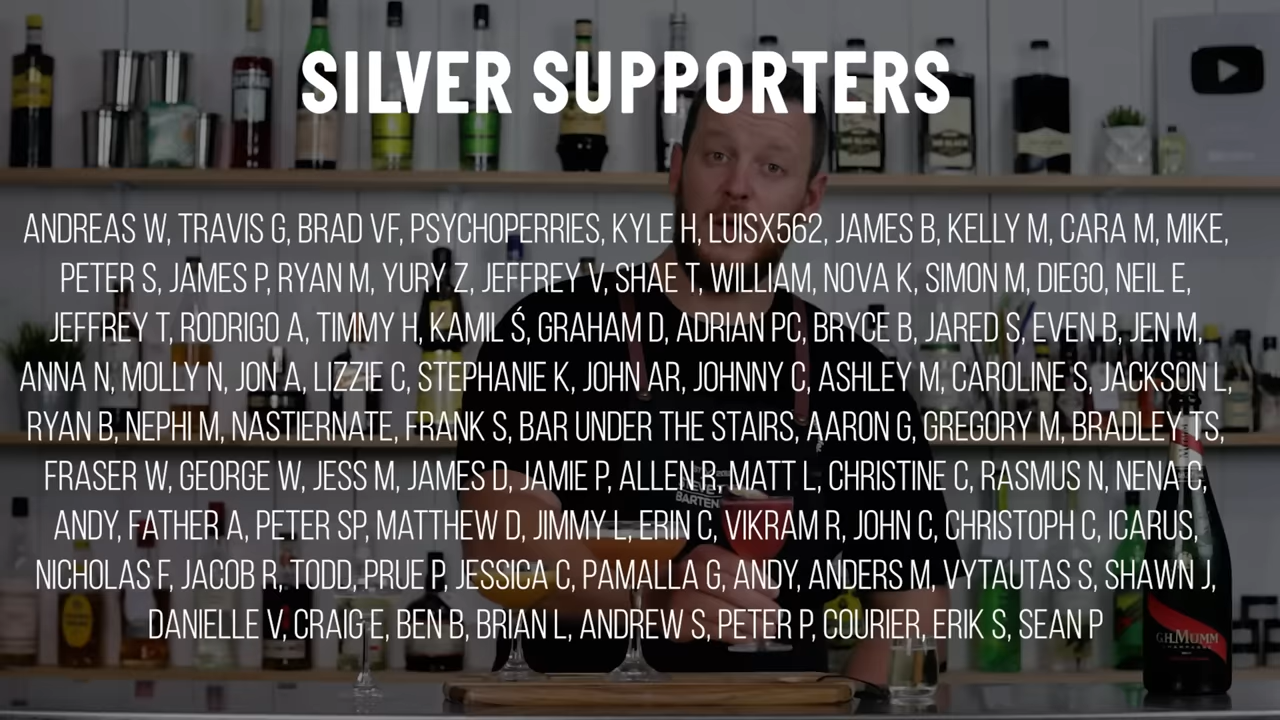 SILVER SUPPORTERS
ANDREAS W, TRAVIS G, BRAD VF, PSYCHOPERRIES, KYLE H, LUISX562, JAMES B, KELLY M, CARA M, MIKE,
PETER S, JAMES P, RYAN M, YURY Z, JEFFREY V, SHAE T, WILLIAM, NOVA K, SIMON M, DIEGO, NEIL E,
JEFFREY T, RODRIGO A, TIMMY H, KAMIL Ś, GRAHAM D, ADRIAN PC, BRYCE B, JARED S, EVEN B, JEN M,
ANNA N, MOLLY N, JON A, LIZZIE C, STEPHANIE K, JOHN AR, JOHNNY C, ASHLEY M, CAROLINE S, JACKSON L,
RYAN B, NEPHI M, NASTIERNATE, FRANK S, BAR UNDER THE STAIRS, AARON G, GREGORY M, BRADLEY TS,
FRASER W, GEORGE W, JESS M, JAMES D, JAMIE P, ALLEN R, MATT L, CHRISTINE C, RASMUS N, NENA C,
ANDY, FATHER A, PETER SP, MATTHEW D, JIMMY L, ERIN C, VIKRAM R, JOHN C, CHRISTOPH C, ICARUS,
NICHOLAS F, JACOB R, TODD, PRUE P, JESSICA C, PAMALLA G, ANDY, ANDERS M, VYTAUTAS S, SHAWN J,
DANIELLE V, CRAIG E, BEN B, BRIAN L, ANDREW S, PETER P, COURIER, ERIK S, SEAN P
G.H.MUMM